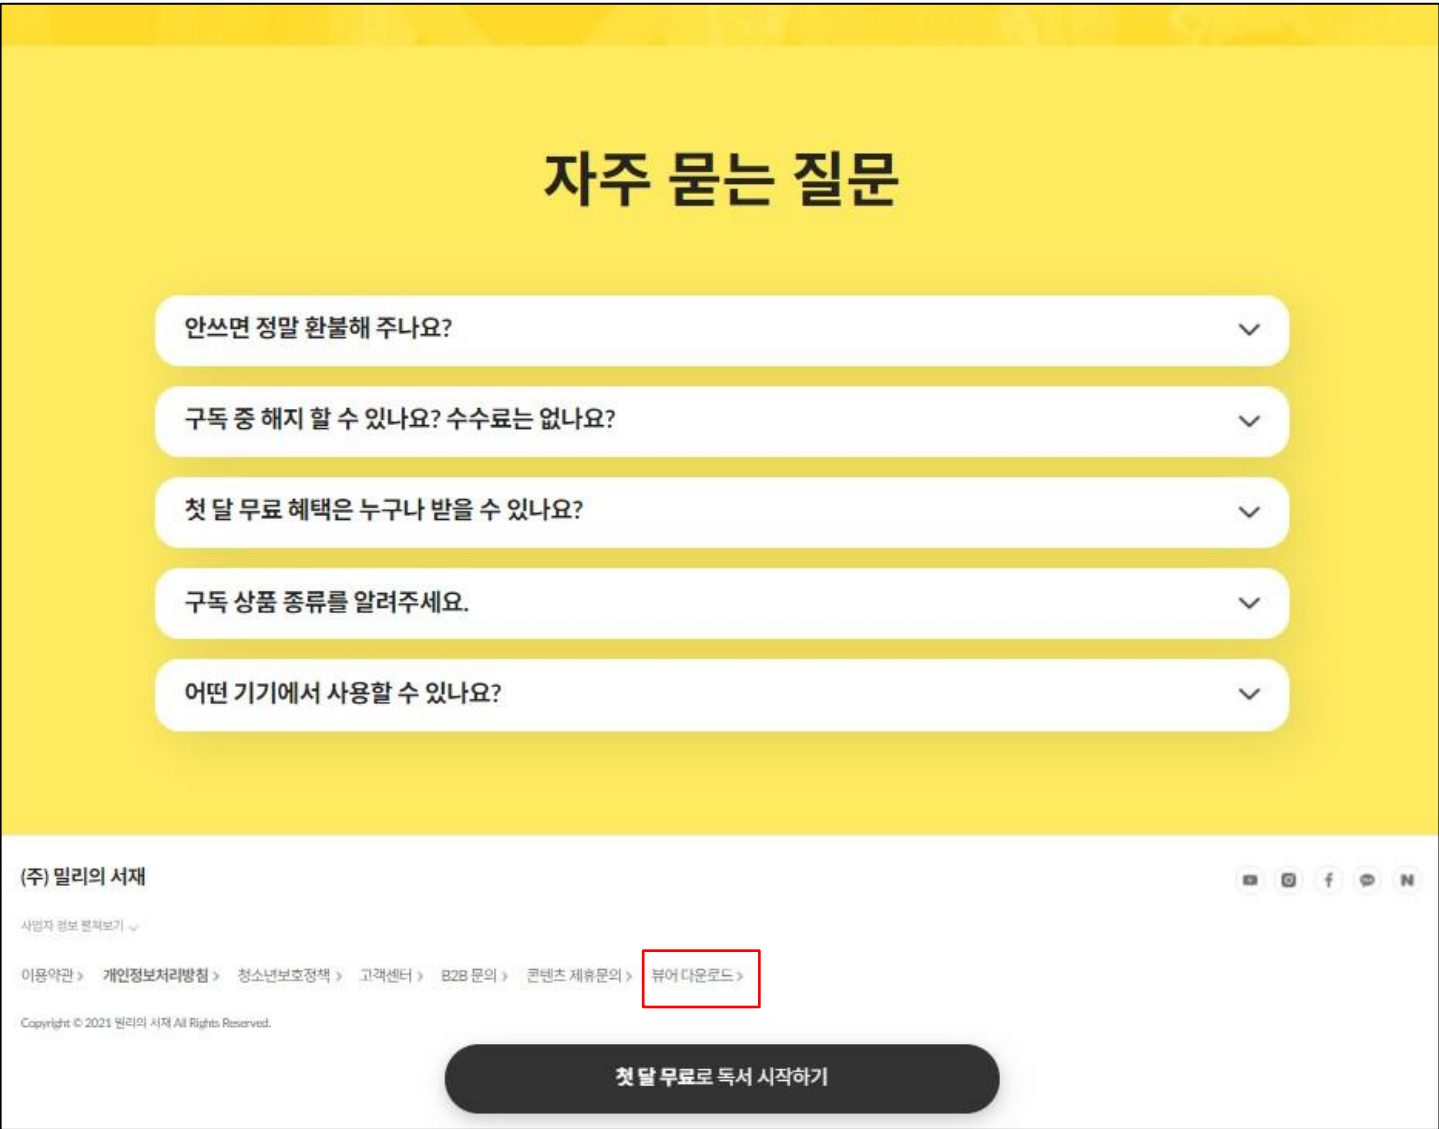 자주 묻는 질문
안쓰면 정말 환불해 주나요?
구독 중 해지 할 수 있나요? 수수료는 없나요?
첫 달 무료 혜택은 누구나 받을 수 있나요?
구독 상품 종류를 알려주세요.
어떤 기기에서 사용할 수 있나요?
(주) 밀리의 서재
사업자 정보 펼쳐보기
이용약관 > 개인정보처리방침 > 청소년보호정책 > 고객센터 > B2B 문의 > 콘텐츠 제휴문의 > 뷰어 다운로드 >
Copyright © 2021 밀리의 서재 All Rights Reserved.
첫 달 무료로 독서 시작하기